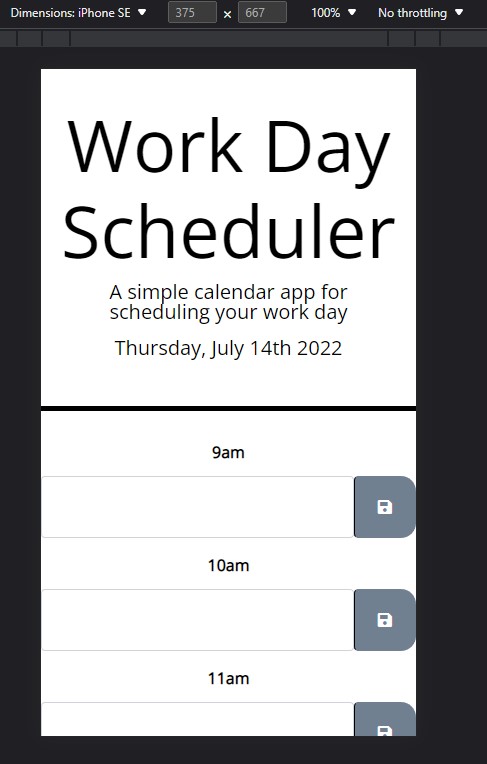 Dimensions: iPhone SE 375 x 667 100% No throttling
Work Day
Scheduler
A simple calendar app for
scheduling your work day
Thursday, July 14th 2022
9am
10am
11am